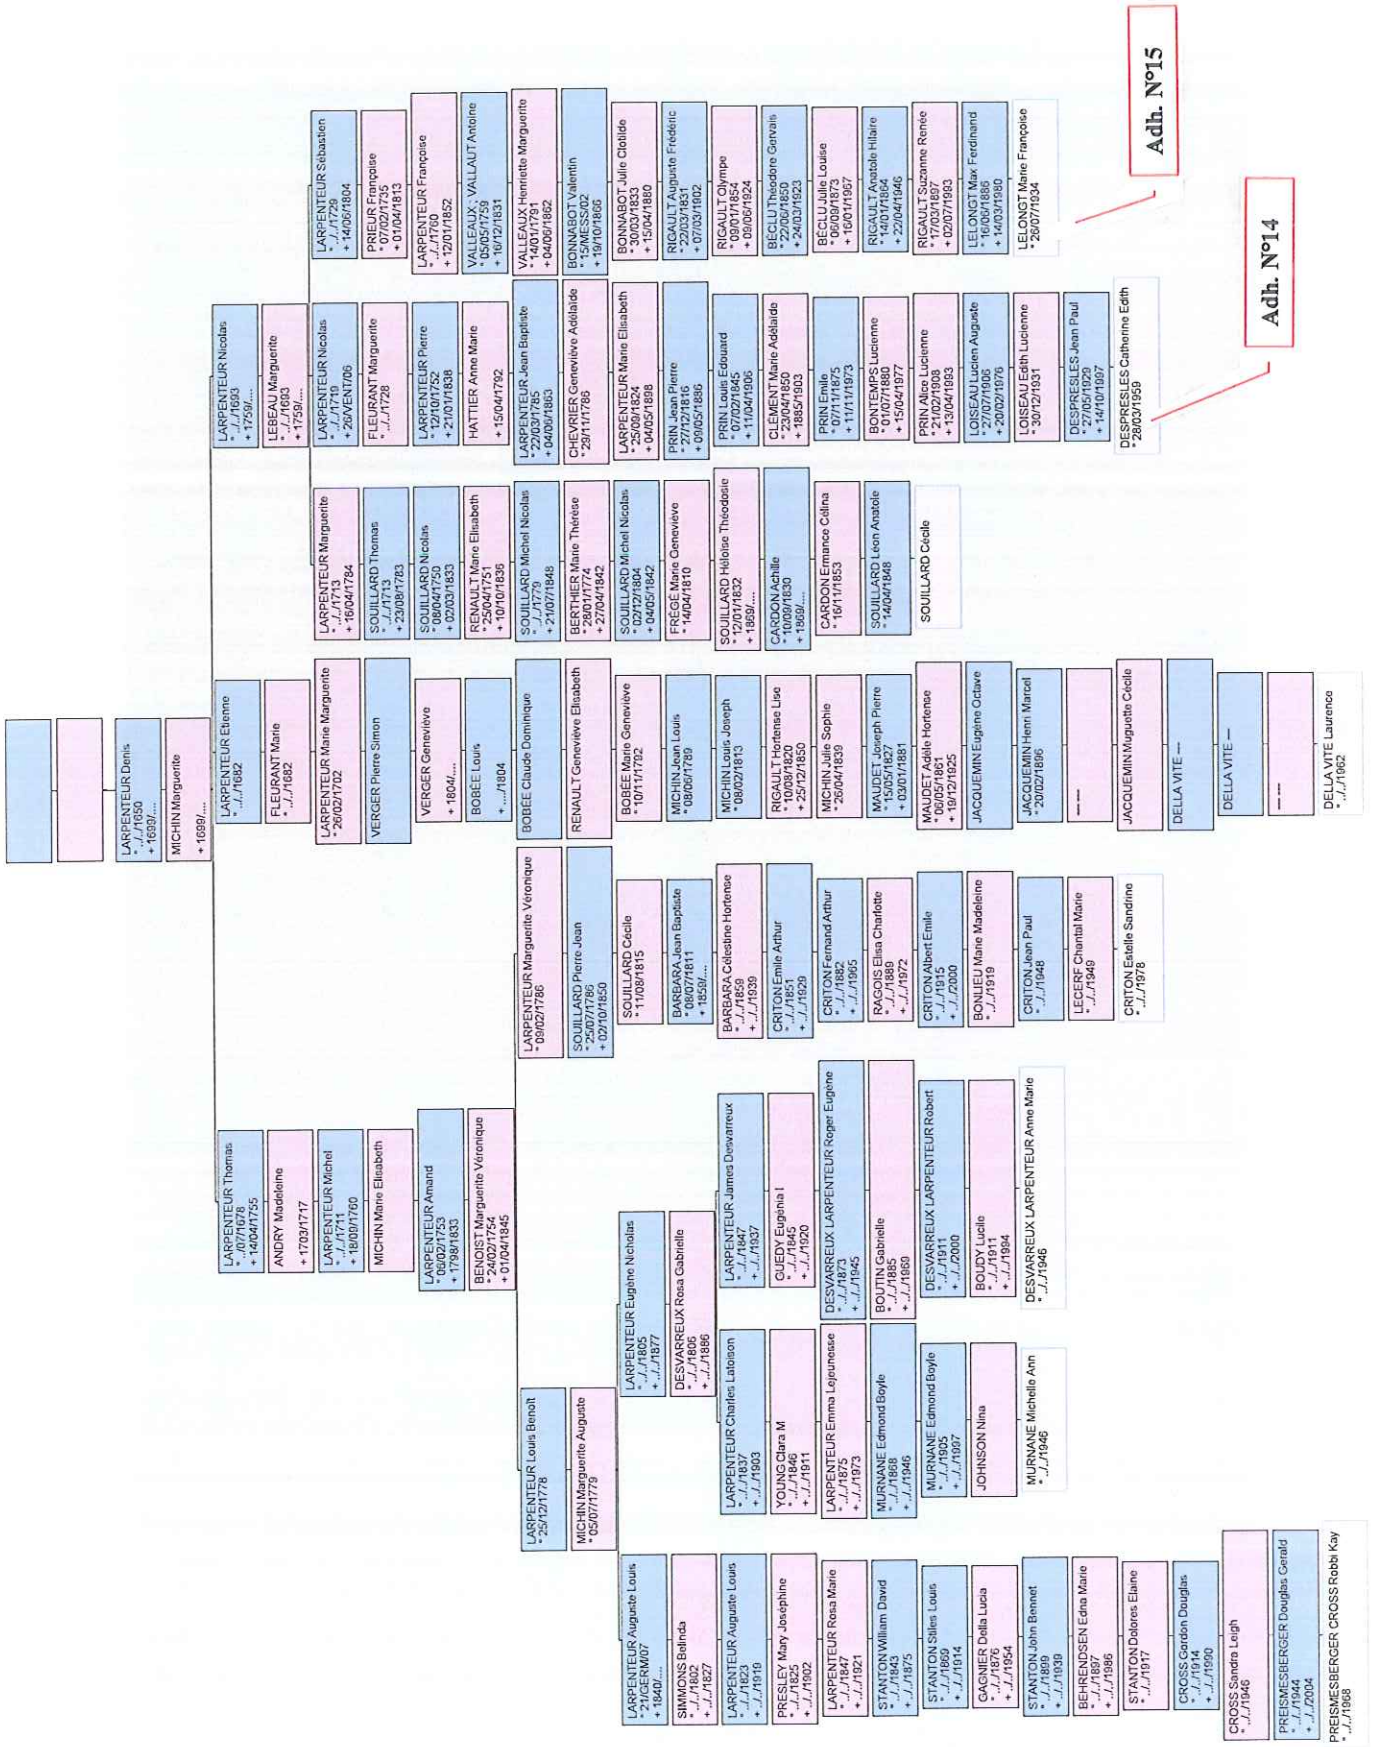 LARPENTEUR Denis
* ../../1650
+ 1699/....
MICHIN Marguerite
+ 1699/....
LARPENTEUR Thomas
* ../07/1678
+ 14/04/1755
ANDRY Madeleine
+ 1703/1717
LARPENTEUR Michel
* ../../1711
+ 18/09/1760
MICHIN Marie Elisabeth
LARPENTEUR Amand
* 06/02/1753
+ 1798/1833
BENOIST Marguerite Véronique
* 24/02/1754
+ 01/04/1845
LARPENTEUR Louis Benoît
* 25/12/1778
MICHIN Marguerite Auguste
* 05/07/1779
LARPENTEUR Auguste Louis
* 21/GERM/07
+ 1840/....
SIMMONS Belinda
* ../../1802
+ ../../1827
LARPENTEUR Auguste Louis
* ../../1823
+ ../../1919
PRESLEY Mary Joséphine
* ../../1825
+ ../../1902
LARPENTEUR Rosa Marie
* ../../1847
+ ../../1921
STANTON William David
* ../../1843
+ ../../1875
STANTON Stiles Louis
* ../../1869
+ ../../1914
GAGNIER Della Lucia
* ../../1876
+ ../../1954
STANTON John Bennet
* ../../1899
+ ../../1939
BEHRENDSEN Edna Marie
* ../../1897
+ ../../1986
STANTON Dolores Elaine
* ../../1917
CROSS Gordon Douglas
* ../../1914
+ ../../1990
CROSS Sandra Leigh
* ../../1946
PREISMESBERGER Douglas Gerald
* ../../1944
+ ../../2004
PREISMESBERGER CROSS Robbi Kay
* ../../1968
LARPENTEUR Eugène Nicholas
* ../../1805
+ ../../1877
DESVARREUX Rosa Gabrielle
* ../../1806
+ ../../1886
LARPENTEUR Charles Latoison
* ../../1837
+ ../../1903
YOUNG Clara M
* ../../1846
+ ../../1911
LARPENTEUR Emma Lejeunesse
* ../../1875
+ ../../1973
MURNANE Edmond Boyle
* ../../1868
+ ../../1946
MURNANE Edmond Boyle
* ../../1905
+ ../../1997
JOHNSON Nina
MURNANE Michelle Ann
* ../../1946
LARPENTEUR James Desvarreux
* ../../1847
+ ../../1937
GUEDY Eugénia I
* ../../1845
+ ../../1920
DESVARREUX LARPENTEUR Roger Eugène
* ../../1873
+ ../../1945
BOUTIN Gabrielle
* ../../1885
+ ../../1960
DESVARREUX LARPENTEUR Robert
* ../../1911
+ ../../2000
BOUDY Lucile
* ../../1911
+ ../../1994
DESVARREUX LARPENTEUR Anne Marie
* ../../1946
LARPENTEUR Marguerite Véronique
* 09/02/1786
SOUILLARD Pierre Jean
* 25/07/1786
+ 02/10/1850
SOUILLARD Cécile
* 11/08/1815
BARBARA Jean Baptiste
* 08/07/1811
+ 1859/....
BARBARA Célestine Hortense
* ../../1859
+ ../../1939
CRITON Emile Arthur
* ../../1851
+ ../../1929
CRITON Fernand Arthur
* ../../1882
+ ../../1965
RAGOIS Elisa Charlotte
* ../../1889
+ ../../1972
CRITON Albert Emile
* ../../1915
+ ../../2000
BONLIEU Marie Madeleine
* ../../1919
CRITON Jean Paul
* ../../1948
LECERF Chantal Marie
* ../../1949
CRITON Estelle Sandrine
* ../../1978
LARPENTEUR Etienne
* ../../1682
FLEURANT Marie
* ../../1682
LARPENTEUR Marie Marguerite
* 26/02/1702
VERGER Pierre Simon
VERGER Geneviève
+ 1804/....
BOBÉE Louis
+ ..../1804
BOBÉE Claude Dominique
RENAULT Geneviève Elisabeth
BOBÉE Marie Geneviève
* 10/11/1792
MICHIN Jean Louis
* 08/06/1789
MICHIN Louis Joseph
* 08/02/1813
RIGAULT Hortense Lise
* 10/08/1820
+ 25/12/1850
MICHIN Julie Sophie
* 26/04/1839
MAUDET Joseph Pierre
* 15/05/1827
+ 03/01/1881
MAUDET Adèle Hortense
* 06/05/1861
+ 19/12/1925
JACQUEMIN Eugène Octave
JACQUEMIN Henri Marcel
* 20/02/1896
--- ---
JACQUEMIN Muguette Cécile
DELLA VITE ---
DELLA VITE ---
--- ---
DELLA VITE Laurence
* ../../1962
LARPENTEUR Nicolas
* ../../1693
+ 1759/....
LEBEAU Marguerite
* ../../1693
+ 1759/....
LARPENTEUR Marguerite
* ../../1713
+ 16/04/1784
SOUILLARD Thomas
* ../../1713
+ 23/08/1783
SOUILLARD Nicolas
* 08/04/1750
+ 02/03/1833
RENAULT Marie Elisabeth
* 25/04/1751
+ 10/10/1836
SOUILLARD Michel Nicolas
* ../../1779
+ 21/07/1848
BERTHIER Marie Thérèse
* 28/01/1774
+ 27/04/1842
SOUILLARD Michel Nicolas
* 02/12/1804
+ 04/05/1842
FRÉGÉ Marie Geneviève
* 14/04/1810
SOUILLARD Héloïse Théodosie
* 12/01/1832
+ 1869/....
CARDON Achille
* 10/09/1830
+ 1869/....
CARDON Ermance Célina
* 16/11/1853
SOUILLARD Léon Anatole
* 14/04/1848
SOUILLARD Cécile
LARPENTEUR Nicolas
* ../../1719
+ 26/VENT/06
FLEURANT Marguerite
* ../../1728
LARPENTEUR Pierre
* 12/10/1752
+ 21/01/1838
HATTIER Anne Marie
+ 15/04/1792
LARPENTEUR Jean Baptiste
* 22/03/1785
+ 04/06/1863
CHEVRIER Geneviève Adélaïde
* 29/11/1786
LARPENTEUR Marie Elisabeth
* 25/09/1824
+ 04/05/1898
PRIN Jean Pierre
* 27/12/1816
+ 09/05/1886
PRIN Louis Edouard
* 07/02/1845
+ 11/04/1906
CLÉMENT Marie Adélaïde
* 23/04/1850
+ 1885/1903
PRIN Emile
* 07/11/1875
+ 11/11/1973
BONTEMPS Lucienne
* 01/07/1880
+ 15/04/1977
PRIN Alice Lucienne
* 21/02/1908
+ 13/04/1993
LOISEAU Lucien Auguste
* 27/07/1906
+ 20/02/1976
LOISEAU Edith Lucienne
* 30/12/1931
DESPRESLES Jean Paul
* 27/05/1929
+ 14/10/1997
DESPRESLES Catherine Edith
* 28/03/1959
LARPENTEUR Sébastien
* ../../1729
+ 14/06/1804
PRIEUR Françoise
* 07/02/1735
+ 01/04/1813
LARPENTEUR Françoise
* ../../1760
+ 12/01/1852
VALLEAUX ; VALLAUT Antoine
* 05/05/1759
+ 16/12/1831
VALLEAUX Henriette Marguerite
* 14/01/1791
+ 04/06/1862
BONNABOT Valentin
* 15/MESS/02
+ 19/10/1866
BONNABOT Julie Clotilde
* 30/03/1833
+ 15/04/1880
RIGAULT Auguste Frédéric
* 22/03/1831
+ 07/03/1902
RIGAULT Olympe
* 09/01/1854
+ 09/06/1924
BÉCLU Théodore Gervais
* 22/06/1850
+ 24/03/1923
BÉCLU Julie Louise
* 06/09/1873
+ 16/01/1967
RIGAULT Anatole Hilaire
* 14/01/1864
+ 22/04/1946
RIGAULT Suzanne Renée
* 17/03/1897
+ 02/07/1993
LELONGT Max Ferdinand
* 16/06/1886
+ 14/03/1980
LELONGT Marie Françoise
* 26/07/1934
Adh. N°15
Adh. N°14